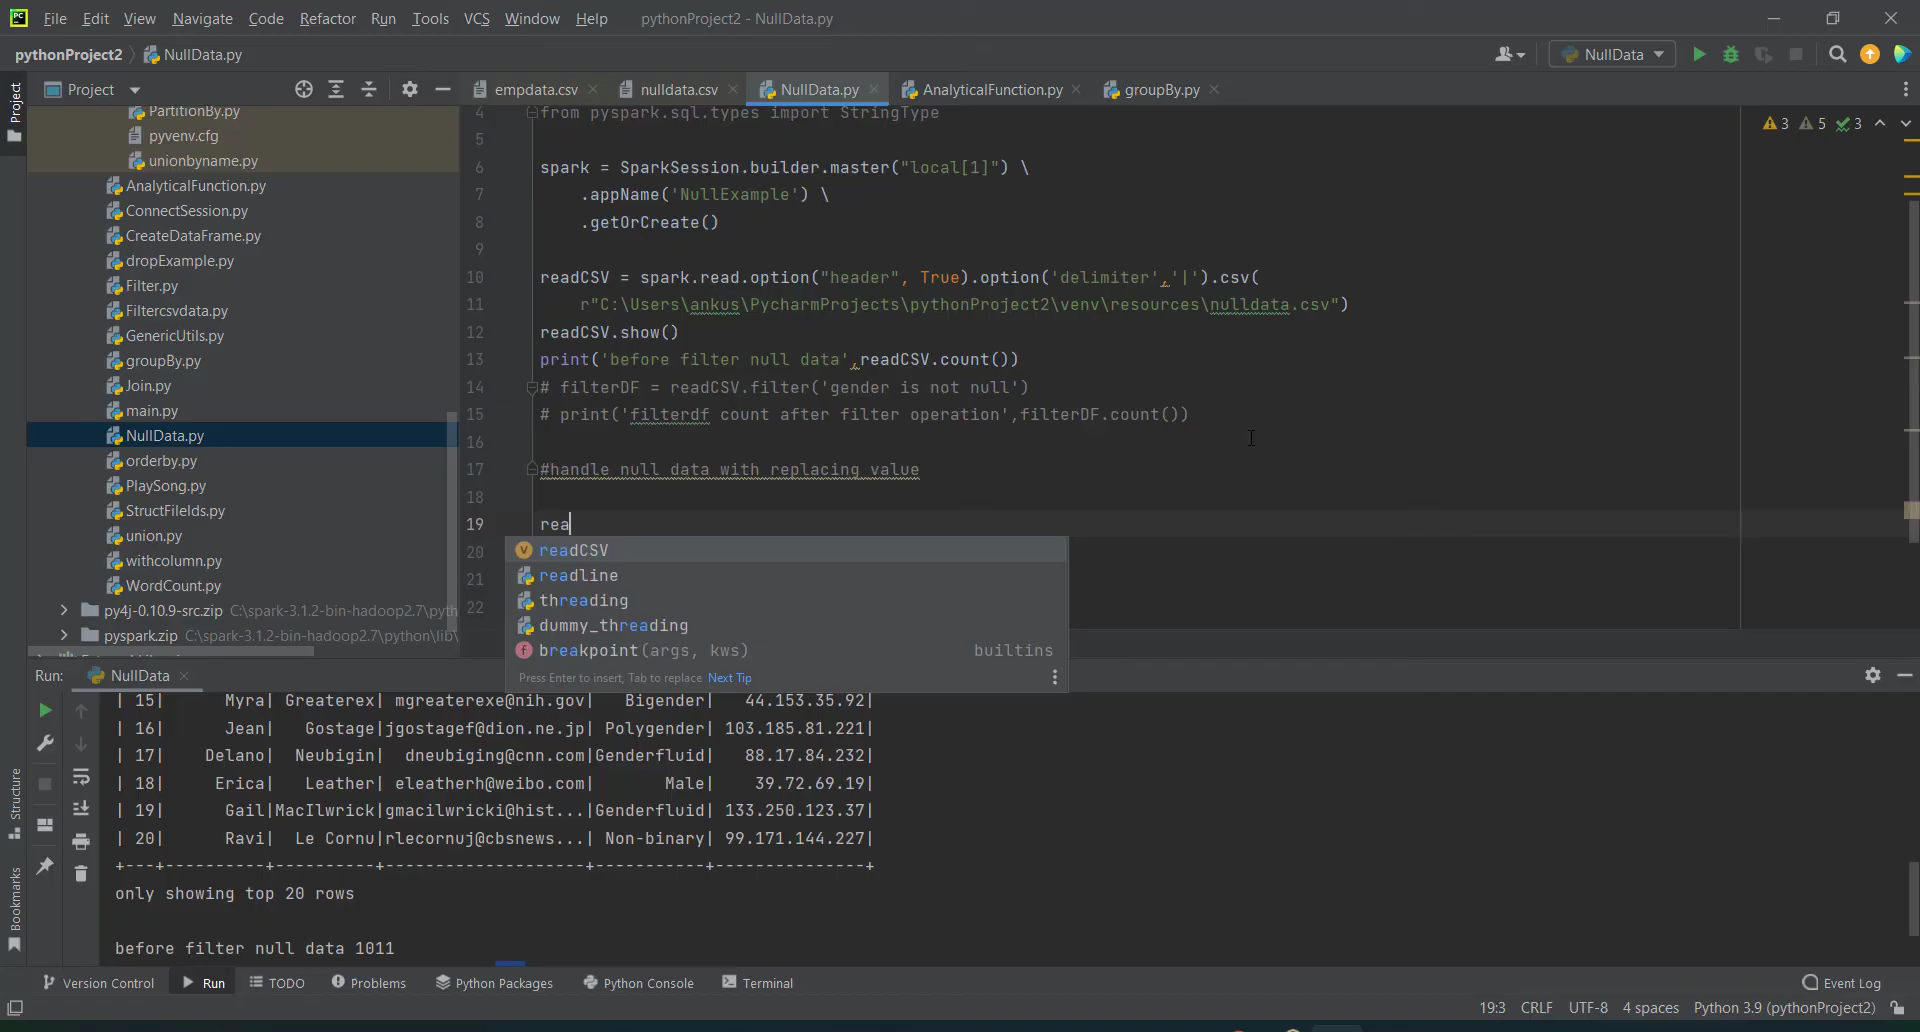 File Edit View Navigate Code Refactor Run Tools VCS Window Help pythonProject2 - NullData.py
pythonProject2 NullData.py NullData
Project
empdata.csv nulldata.csv NullData.py AnalyticalFunction.py groupBy.py
Project
PartitionBy.py
pyvenv.cfg
unionbyname.py
AnalyticalFunction.py
ConnectSession.py
CreateDataFrame.py
dropExample.py
Filter.py
Filtercsvdata.py
GenericUtils.py
groupBy.py
Join.py
main.py
NullData.py
orderby.py
PlaySong.py
StructFileIds.py
union.py
withcolumn.py
WordCount.py
py4j-0.10.9-src.zip C:\spark-3.1.2-bin-hadoop2.7\pyth
pyspark.zip C:\spark-3.1.2-bin-hadoop2.7\python\lib\
3 5 3
4 from pyspark.sql.types import StringType
5
6 spark = SparkSession.builder.master("local[1]") \
7 .appName('NullExample') \
8 .getOrCreate()
9
10 readCSV = spark.read.option("header", True).option('delimiter','|').csv(
11 r"C:\Users\ankus\PycharmProjects\pythonProject2\venv\resources\nulldata.csv")
12 readCSV.show()
13 print('before filter null data',readCSV.count())
14 # filterDF = readCSV.filter('gender is not null')
15 # print('filterdf count after filter operation',filterDF.count())
16
17 #handle null data with replacing value
18
19 rea
20
21
22
readCSV
readline
threading
dummy_threading
breakpoint(args, kws) builtins
Press Enter to insert, Tab to replace Next Tip
Run: NullData
| 15| Myra| Greaterex| mgreaterexe@nih.gov| Bigender| 44.153.35.92|
| 16| Jean| Gostage|jgostagef@dion.ne.jp| Polygender| 103.185.81.221|
| 17| Delano| Neubigin| dneubiging@cnn.com|Genderfluid| 88.17.84.232|
| 18| Erica| Leather| eleatherh@weibo.com| Male| 39.72.69.19|
| 19| Gail|MacIlwrick|gmacilwricki@hist...|Genderfluid| 133.250.123.37|
| 20| Ravi| Le Cornu|rlecornuj@cbsnews...| Non-binary| 99.171.144.227|
+---+----------+----------+--------------------+-----------+---------------+
only showing top 20 rows
before filter null data 1011
Structure
Bookmarks
Version Control Run TODO Problems Python Packages Python Console Terminal Event Log
19:3 CRLF UTF-8 4 spaces Python 3.9 (pythonProject2)